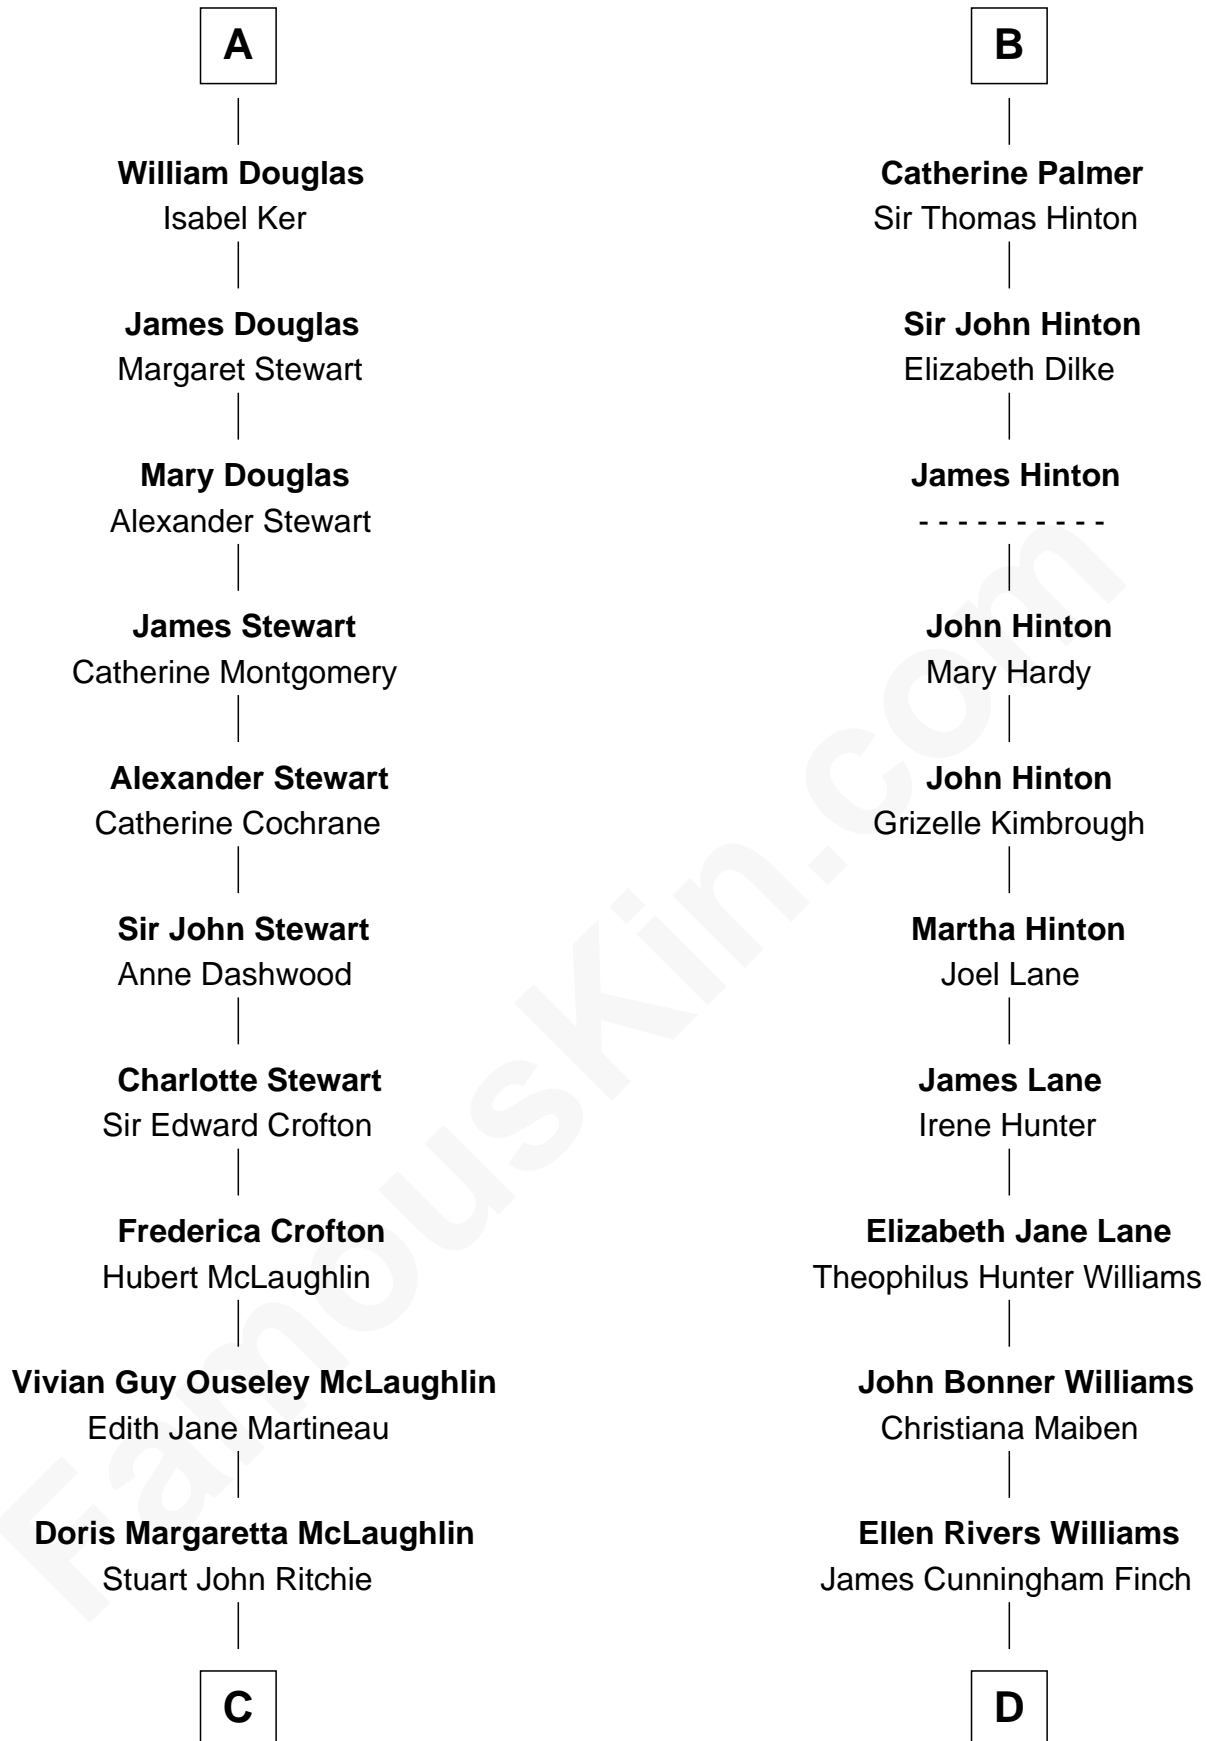 A
William Douglas
Isabel Ker
James Douglas
Margaret Stewart
Mary Douglas
Alexander Stewart
James Stewart
Catherine Montgomery
Alexander Stewart
Catherine Cochrane
Sir John Stewart
Anne Dashwood
Charlotte Stewart
Sir Edward Crofton
Frederica Crofton
Hubert McLaughlin
Vivian Guy Ouseley McLaughlin
Edith Jane Martineau
Doris Margaretta McLaughlin
Stuart John Ritchie
C
B
Catherine Palmer
Sir Thomas Hinton
Sir John Hinton
Elizabeth Dilke
James Hinton
- - - - - - - - - -
John Hinton
Mary Hardy
John Hinton
Grizelle Kimbrough
Martha Hinton
Joel Lane
James Lane
Irene Hunter
Elizabeth Jane Lane
Theophilus Hunter Williams
John Bonner Williams
Christiana Maiben
Ellen Rivers Williams
James Cunningham Finch
D
FamousKin.com